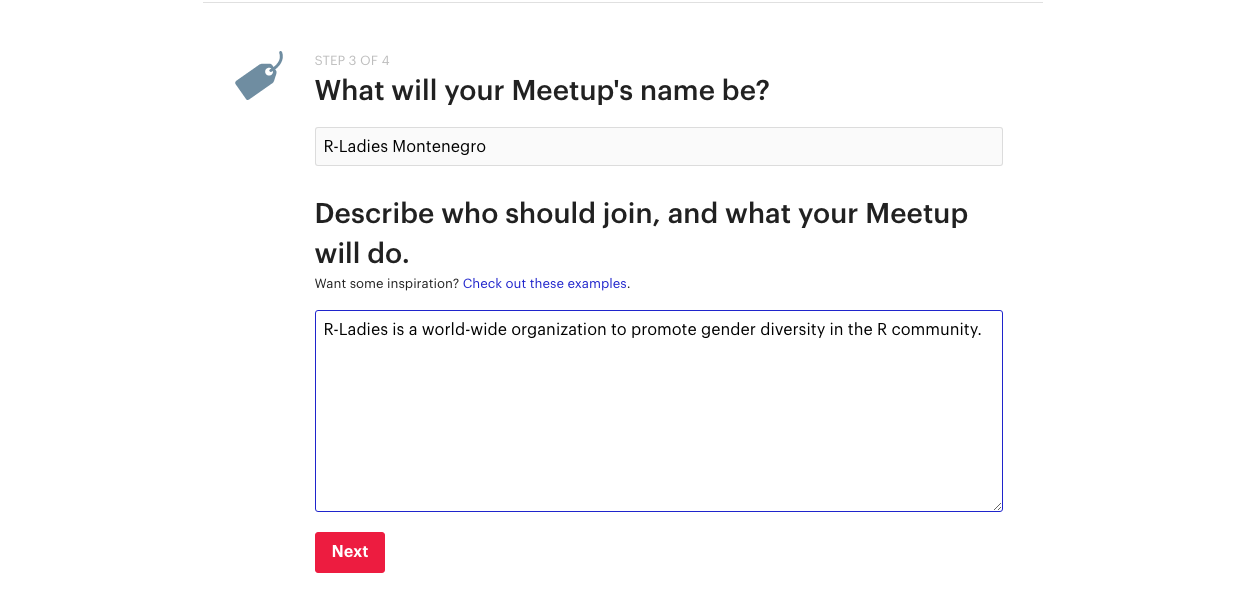 STEP 3 OF 4
What will your Meetup's name be?
R-Ladies Montenegro
Describe who should join, and what your Meetup
will do.
Want some inspiration? Check out these examples.
R-Ladies is a world-wide organization to promote gender diversity in the R community.
Next